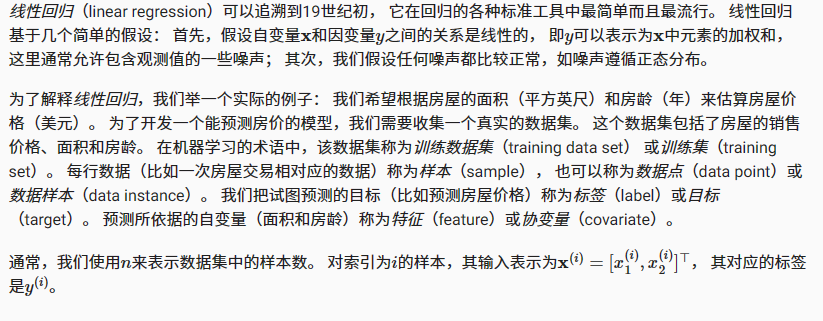 线性回归（linear regression）可以追溯到19世纪初， 它在回归的各种标准工具中最简单而且最流行。 线性回归
基于几个简单的假设： 首先，假设自变量x和因变量y之间的关系是线性的， 即y可以表示为x中元素的加权和，
这里通常允许包含观测值的一些噪声； 其次，我们假设任何噪声都比较正常，如噪声遵循正态分布。
为了解释线性回归，我们举一个实际的例子： 我们希望根据房屋的面积（平方英尺）和房龄（年）来估算房屋价
格（美元）。 为了开发一个能预测房价的模型，我们需要收集一个真实的数据集。 这个数据集包括了房屋的销售
价格、面积和房龄。 在机器学习的术语中，该数据集称为训练数据集（training data set） 或训练集（training
set）。 每行数据（比如一次房屋交易相对应的数据）称为样本（sample）， 也可以称为数据点（data point）或
数据样本（data instance）。 我们把试图预测的目标（比如预测房屋价格）称为标签（label）或目标
（target）。 预测所依据的自变量（面积和房龄）称为特征（feature）或协变量（covariate）。
通常，我们使用n来表示数据集中的样本数。 对索引为i的样本，其输入表示为x⁽ⁱ⁾ = [x₁⁽ⁱ⁾, x₂⁽ⁱ⁾]⊤， 其对应的标签
是y⁽ⁱ⁾。